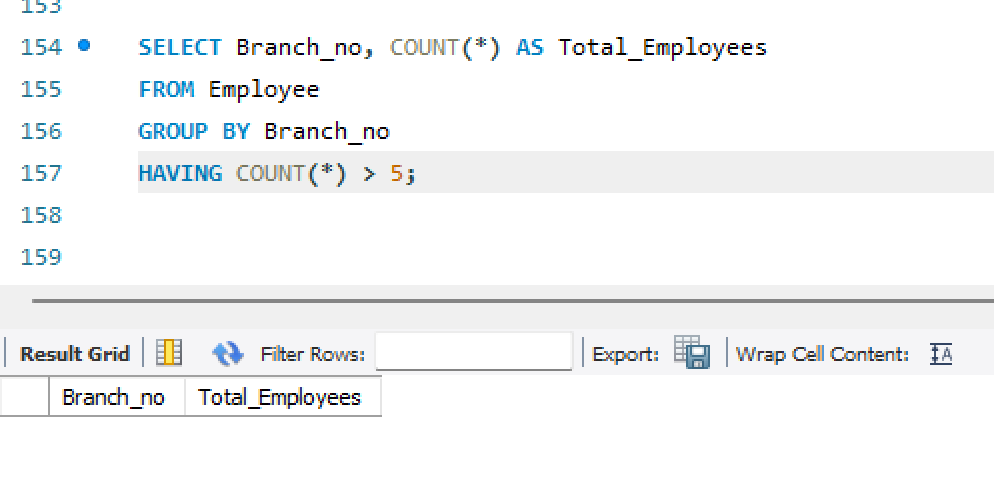 153
154 SELECT Branch_no, COUNT(*) AS Total_Employees
155 FROM Employee
156 GROUP BY Branch_no
157 HAVING COUNT(*) > 5;
158
159
Result Grid Filter Rows: Export: Wrap Cell Content: IA
Branch_no Total_Employees